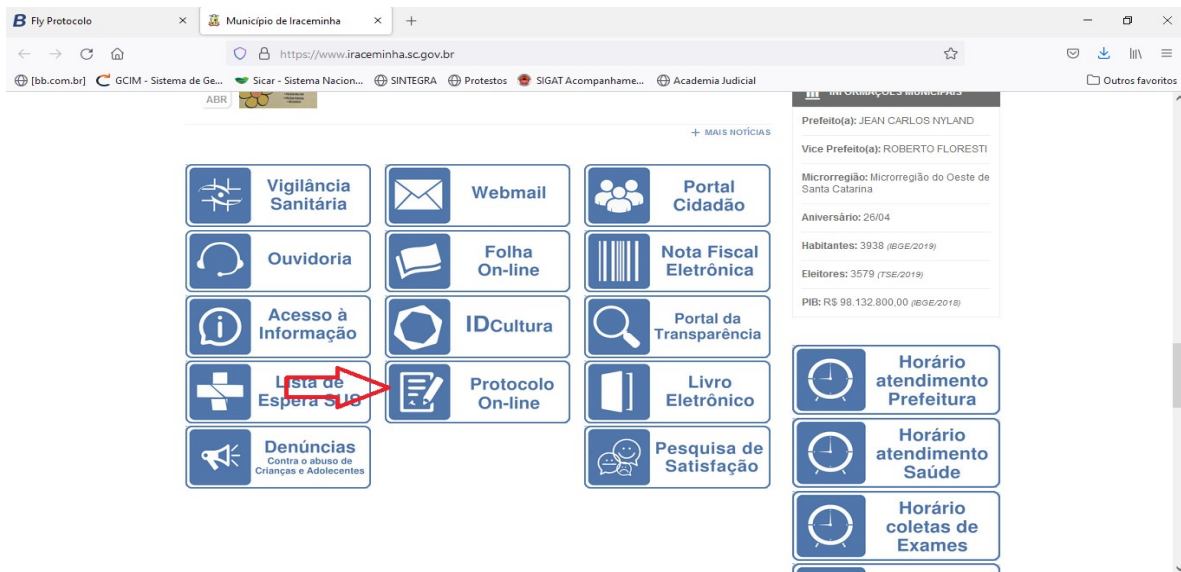 Fly Protocolo
Município de Iraceminha
https://www.iraceminha.sc.gov.br
[bb.com.br]
GCIM - Sistema de Ge...
Sicar - Sistema Nacion...
SINTEGRA
Protestos
SIGAT Acompanhame...
Academia Judicial
Outros favoritos
ABR
+ MAIS NOTÍCIAS
Vigilância
Sanitária
Webmail
Portal
Cidadão
Ouvidoria
Folha
On-line
Nota Fiscal
Eletrônica
Acesso à
Informação
IDCultura
Portal da
Transparência
Lista de
Espera SUS
Protocolo
On-line
Livro
Eletrônico
Denúncias
Contra o abuso de
Crianças e Adolecentes
Pesquisa de
Satisfação
INFORMAÇÕES MUNICIPAIS
Prefeito(a): JEAN CARLOS NYLAND
Vice Prefeito(a): ROBERTO FLORESTI
Microrregião: Microrregião do Oeste de
Santa Catarina
Aniversário: 26/04
Habitantes: 3938 (IBGE/2019)
Eleitores: 3579 (TSE/2019)
PIB: R$ 98.132.800,00 (IBGE/2018)
Horário
atendimento
Prefeitura
Horário
atendimento
Saúde
Horário
coletas de
Exames